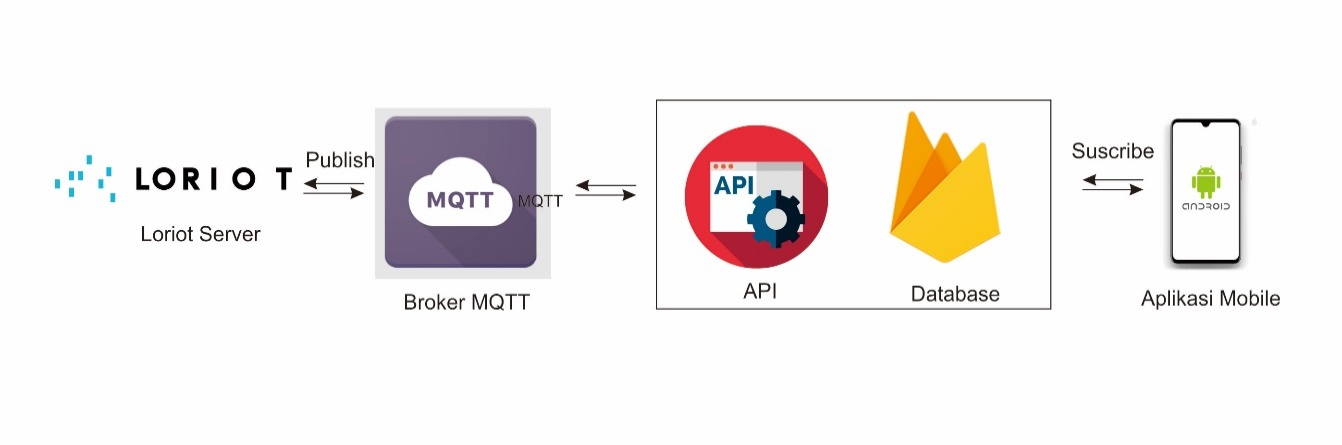 Publish
LORIOT
Loriot Server
MQTT
MQTT
Broker MQTT
API
API
Database
Suscribe
android
Aplikasi Mobile